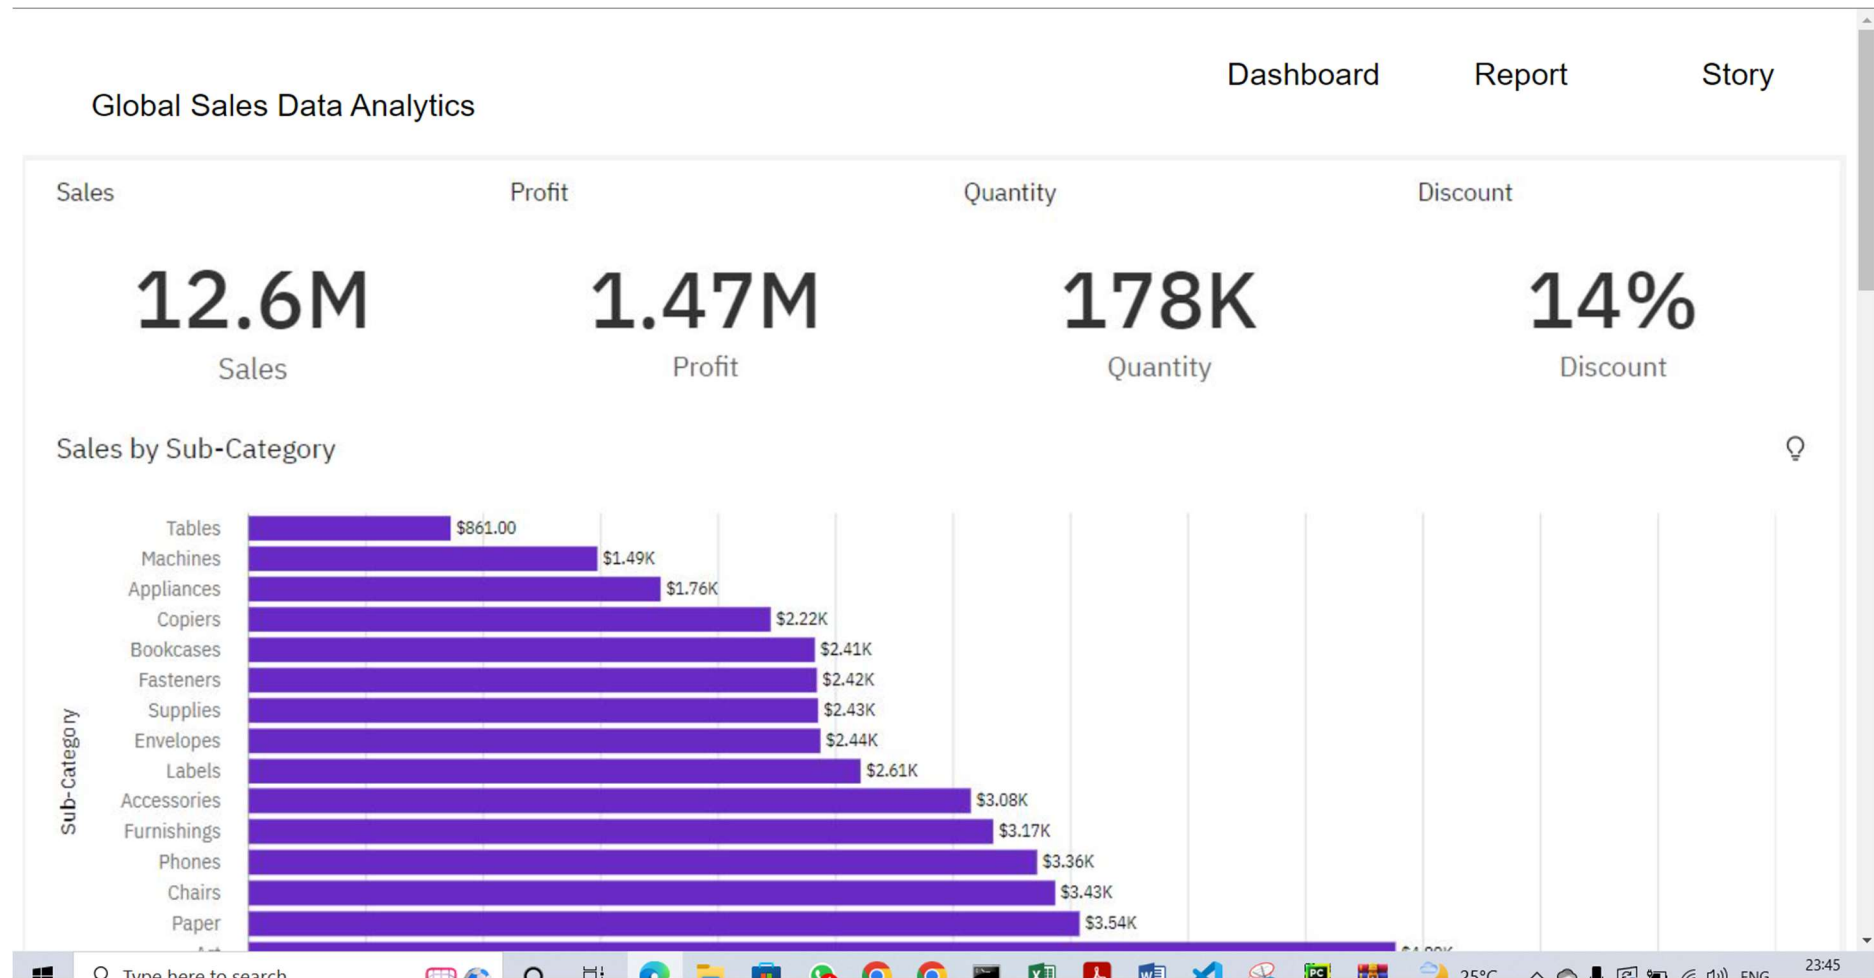 Dashboard Report Story
Global Sales Data Analytics
Sales Profit Quantity Discount
12.6M 1.47M 178K 14%
Sales Profit Quantity Discount
Sales by Sub-Category
Sub-Category
Tables $861.00
Machines $1.49K
Appliances $1.76K
Copiers $2.22K
Bookcases $2.41K
Fasteners $2.42K
Supplies $2.43K
Envelopes $2.44K
Labels $2.61K
Accessories $3.08K
Furnishings $3.17K
Phones $3.36K
Chairs $3.43K
Paper $3.54K
23:45
Type here to search PC 25°C ENG